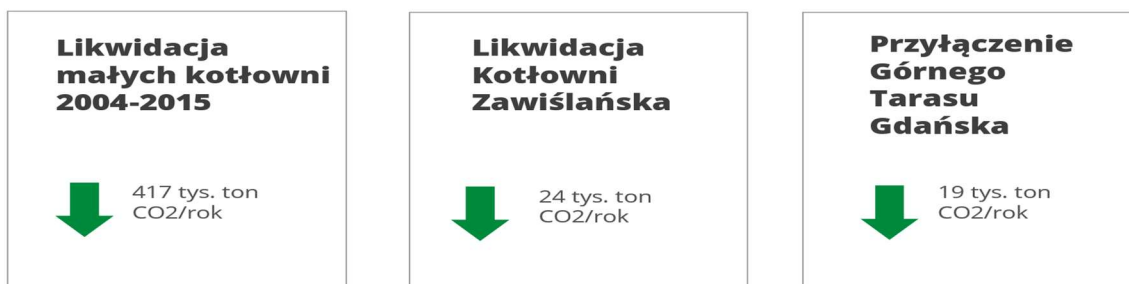 Likwidacja
małych kotłowni
2004-2015
417 tys. ton
CO2/rok
Likwidacja
Kotłowni
Zawiślańska
24 tys. ton
CO2/rok
Przyłączenie
Górnego
Tarasu
Gdańska
19 tys. ton
CO2/rok